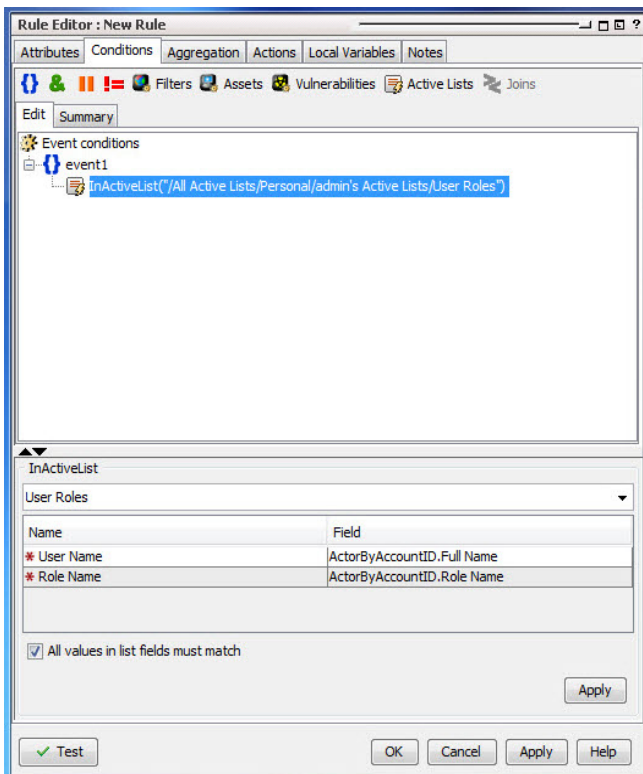 Rule Editor : New Rule
Attributes Conditions Aggregation Actions Local Variables Notes
{} & != Filters Assets Vulnerabilities Active Lists Joins
Edit Summary
Event conditions
{} event1
InActiveList("/All Active Lists/Personal/admin's Active Lists/User Roles")
InActiveList
User Roles
Name Field
* User Name ActorByAccountID.Full Name
* Role Name ActorByAccountID.Role Name
All values in list fields must match
Apply
Test OK Cancel Apply Help